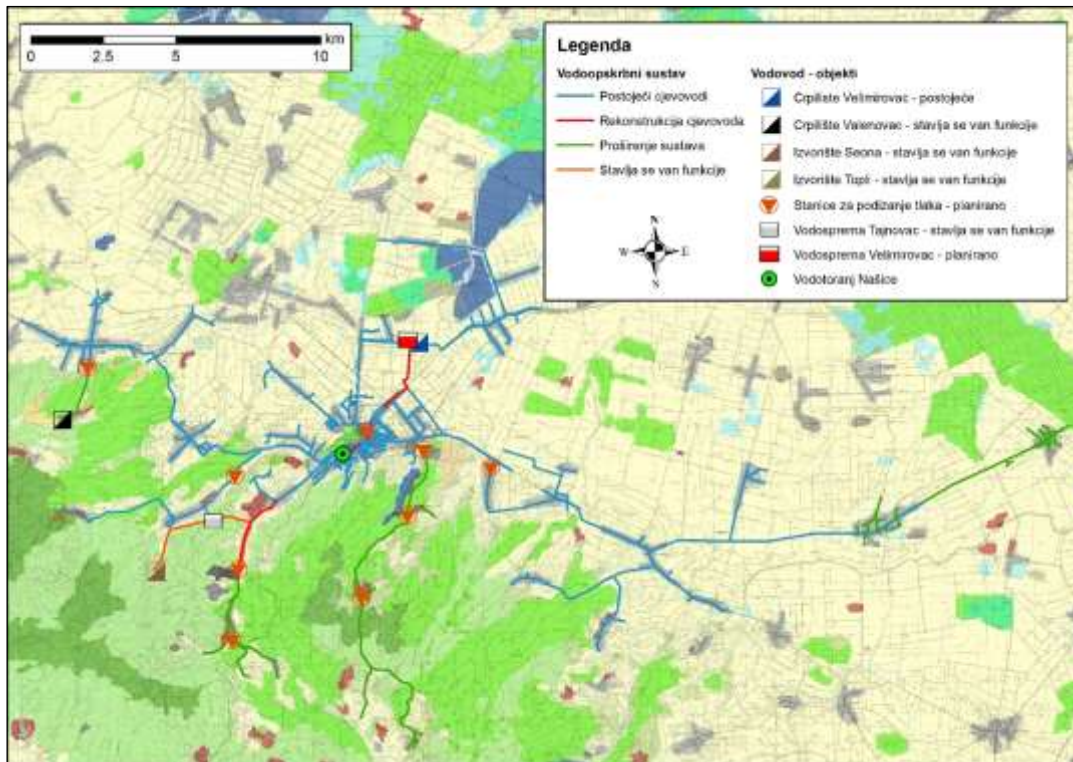 km
0 2.5 5 10
Legenda
Vodoopskrbni sustav
Postojeći cjevovodi
Rekonstrukcija cjevovoda
Proširenje sustava
Stavlja se van funkcije
Vodovod - objekti
Crpilište Velimirovac - postojeće
Crpilište Valenovac - stavlja se van funkcije
Izvorište Seona - stavlja se van funkcije
Izvorište Topli - stavlja se van funkcije
Stanice za podizanje tlaka - planirano
Vodosprema Tajnovac - stavlja se van funkcije
Vodosprema Velimirovac - planirano
Vodotoranj Našice
N
W E
S